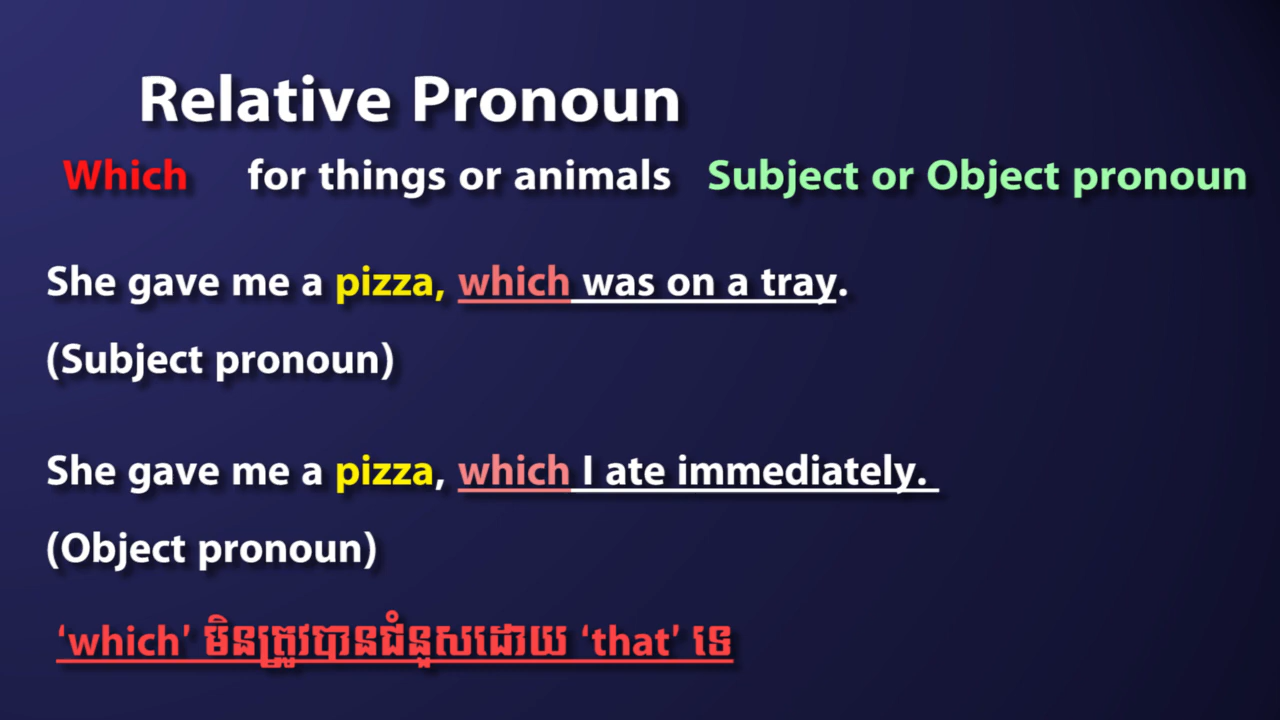 Relative Pronoun
Which for things or animals Subject or Object pronoun
She gave me a pizza, which was on a tray.
(Subject pronoun)
She gave me a pizza, which I ate immediately.
(Object pronoun)
‘which’ មិនត្រូវបានជំនួសដោយ ‘that’ ទេ